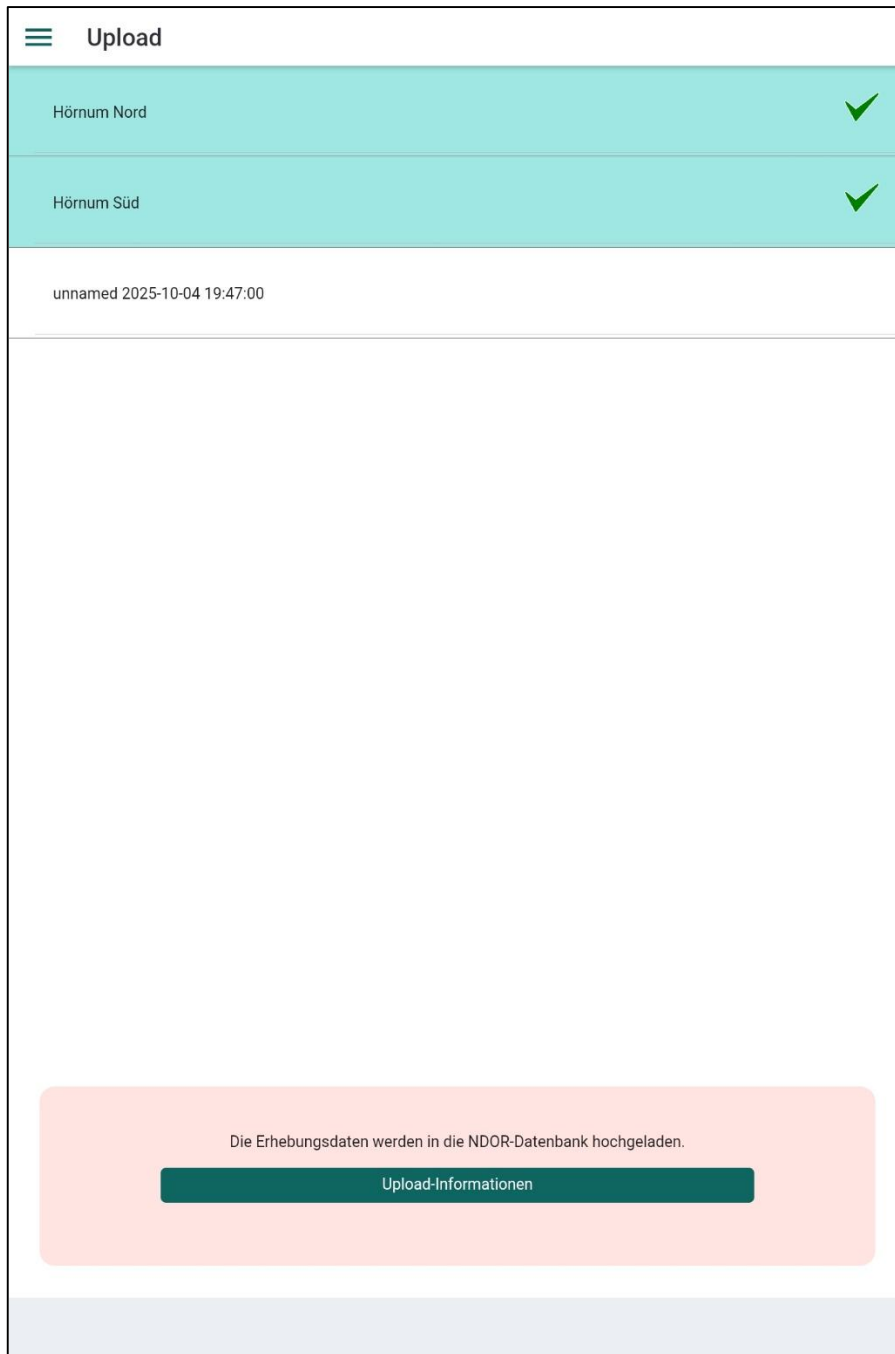 Upload
Hörnum Nord
Hörnum Süd
unnamed 2025-10-04 19:47:00
Die Erhebungsdaten werden in die NDOR-Datenbank hochgeladen.
Upload-Informationen